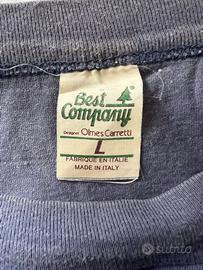 Best
Company
Designer Olmes Carretti
L
FABRIQUE EN ITALIE
MADE IN ITALY
subito